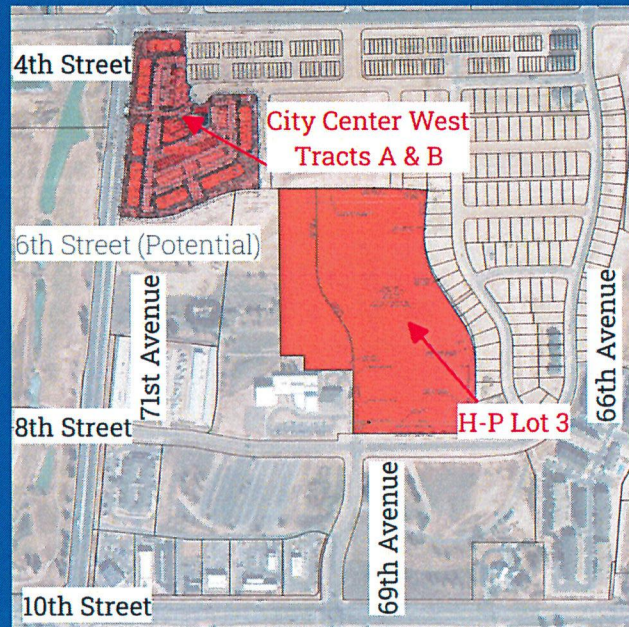 4th Street
City Center West
Tracts A & B
6th Street (Potential)
71st Avenue
66th Avenue
8th Street
H-P Lot 3
69th Avenue
10th Street